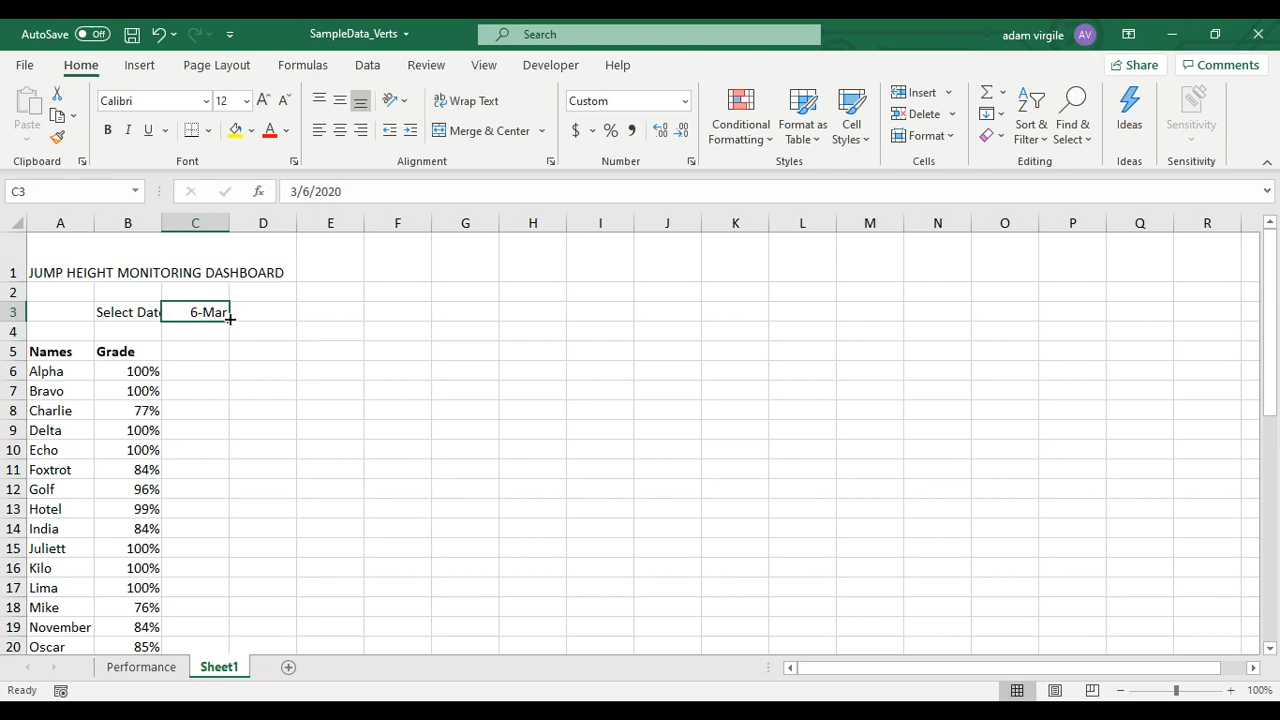 AutoSave Off SampleData_Verts Search adam virgile AV
File Home Insert Page Layout Formulas Data Review View Developer Help Share Comments
Calibri 12 A A Wrap Text Custom Insert
Paste B I U A Merge & Center $ % Conditional Formatting Format as Table Cell Styles Delete Format Sort & Filter Find & Select Ideas Sensitivity
Clipboard Font Alignment Number Styles Cells Editing Ideas Sensitivity
C3 fx 3/6/2020
A B C D E F G H I J K L M N O P Q R
1 JUMP HEIGHT MONITORING DASHBOARD
2
3 Select Date 6-Mar
4
5 Names Grade
6 Alpha 100%
7 Bravo 100%
8 Charlie 77%
9 Delta 100%
10 Echo 100%
11 Foxtrot 84%
12 Golf 96%
13 Hotel 99%
14 India 84%
15 Juliett 100%
16 Kilo 100%
17 Lima 100%
18 Mike 76%
19 November 84%
20 Oscar 85%
Performance Sheet1
Ready 100%